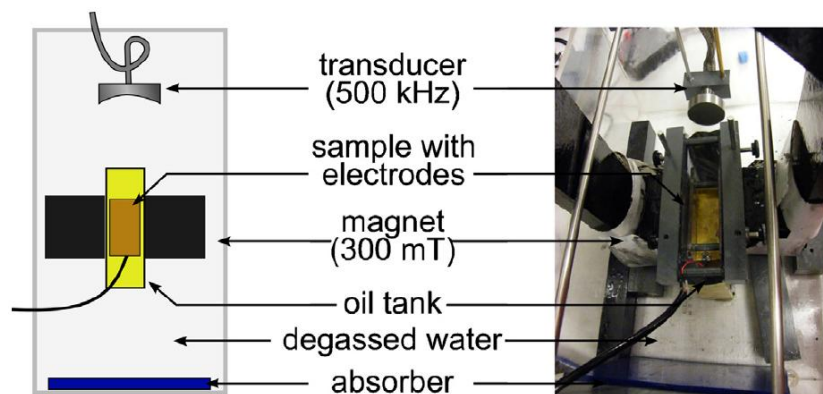 transducer
(500 kHz)
sample with
electrodes
magnet
(300 mT)
oil tank
degassed water
absorber